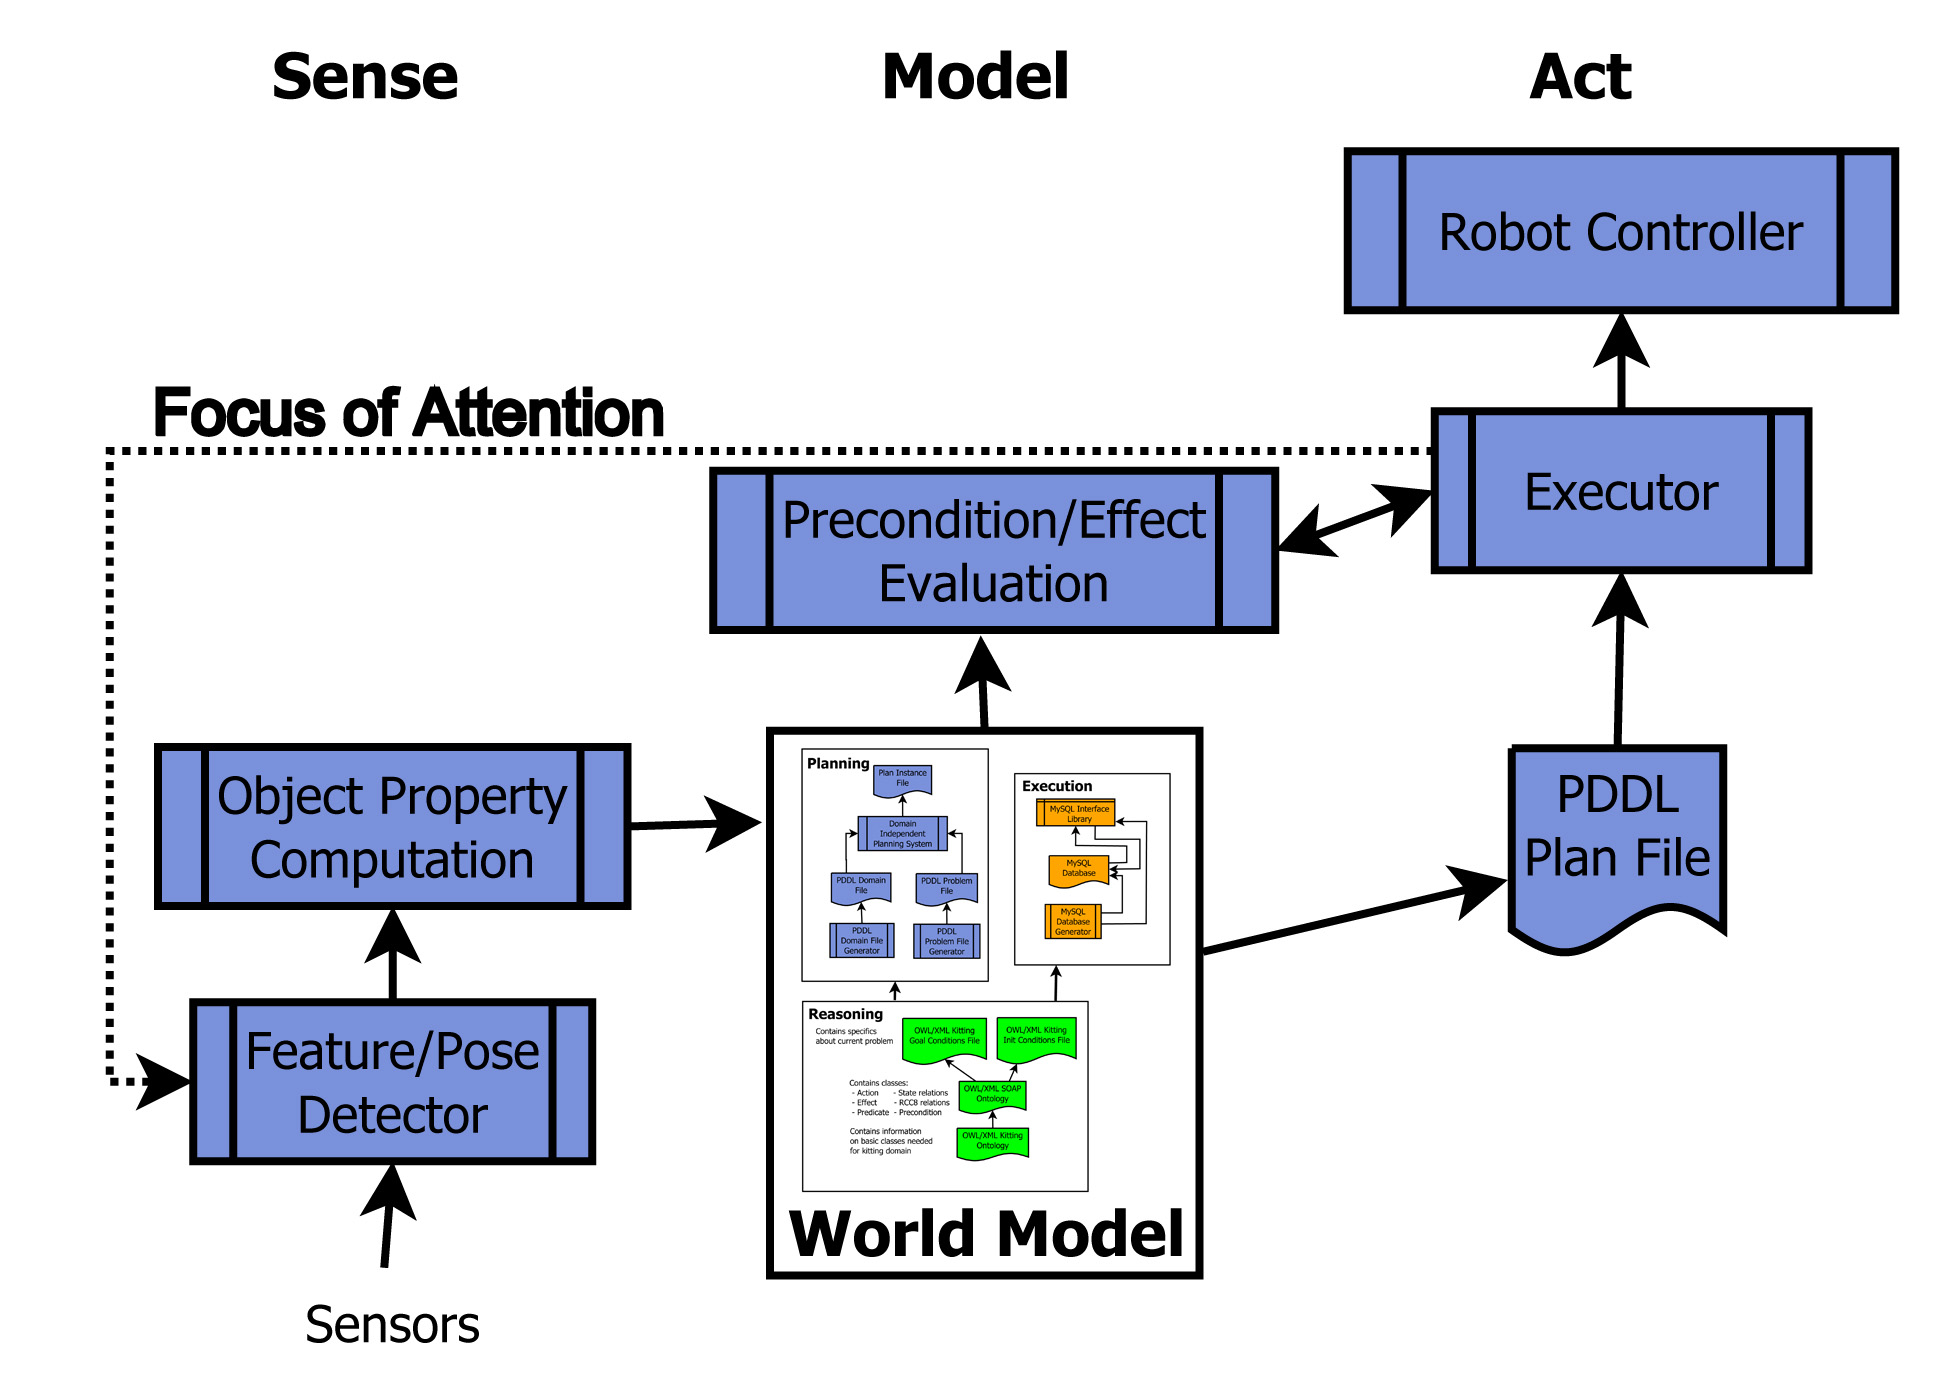 Sense
Model
Act
Robot Controller
Focus of Attention
Executor
Precondition/Effect
Evaluation
Object Property
Computation
PDDL
Plan File
Feature/Pose
Detector
Sensors
Planning
Plan Instance
File
Domain
Independent
Planning System
PDDL Domain
File
PDDL Problem
File
PDDL
Domain File
Generator
PDDL
Problem File
Generator
Execution
MySQL Interface
Library
MySQL
Database
MySQL
Database
Generator
Reasoning
Contains specifics
about current problem
OWL/XML Kitting
Goal Conditions File
OWL/XML Kitting
Init Conditions File
Contains classes:
- Action - State relations
- Effect - RCC8 relations
- Predicate - Precondition
OWL/XML SOAP
Ontology
Contains information
on basic classes needed
for kitting domain
OWL/XML Kitting
Ontology
World Model